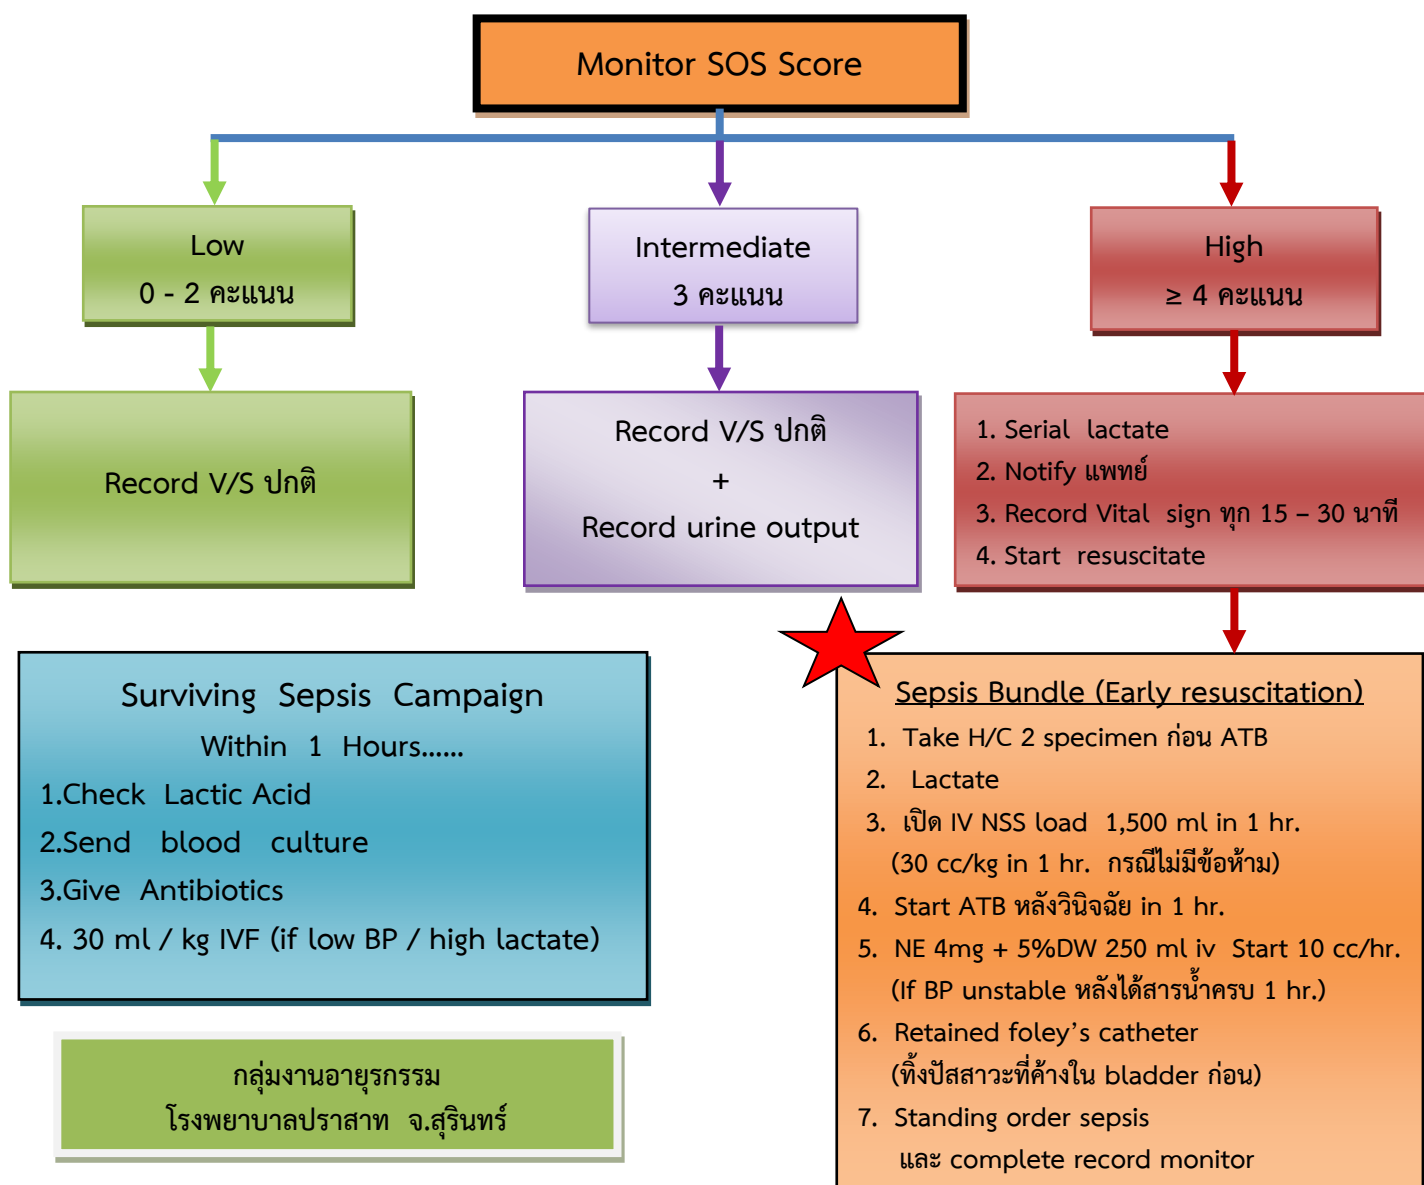 Monitor SOS Score
Low
0 - 2 คะแนน
Intermediate
3 คะแนน
High
≥ 4 คะแนน
Record V/S ปกติ
Record V/S ปกติ
+
Record urine output
1. Serial lactate
2. Notify แพทย์
3. Record Vital sign ทุก 15 – 30 นาที
4. Start resuscitate
Surviving Sepsis Campaign
Within 1 Hours......
1.Check Lactic Acid
2.Send blood culture
3.Give Antibiotics
4. 30 ml / kg IVF (if low BP / high lactate)
Sepsis Bundle (Early resuscitation)
1. Take H/C 2 specimen ก่อน ATB
2. Lactate
3. เปิด IV NSS load 1,500 ml in 1 hr.
(30 cc/kg in 1 hr. กรณีไม่มีข้อห้าม)
4. Start ATB หลังวินิจฉัย in 1 hr.
5. NE 4mg + 5%DW 250 ml iv Start 10 cc/hr.
(If BP unstable หลังได้สารน้ำครบ 1 hr.)
6. Retained foley’s catheter
(ทิ้งปัสสาวะที่ค้างใน bladder ก่อน)
7. Standing order sepsis
และ complete record monitor
กลุ่มงานอายุรกรรม
โรงพยาบาลปราสาท จ.สุรินทร์